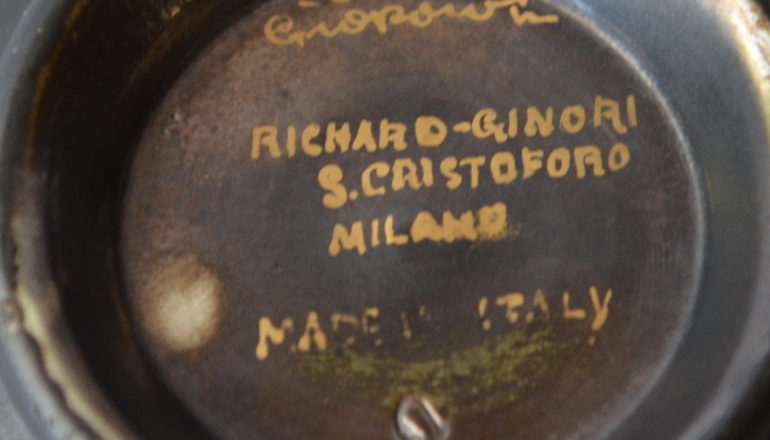 RICHARD-GINORI
S.CRISTOFORO
MILANO
MADE IN ITALY